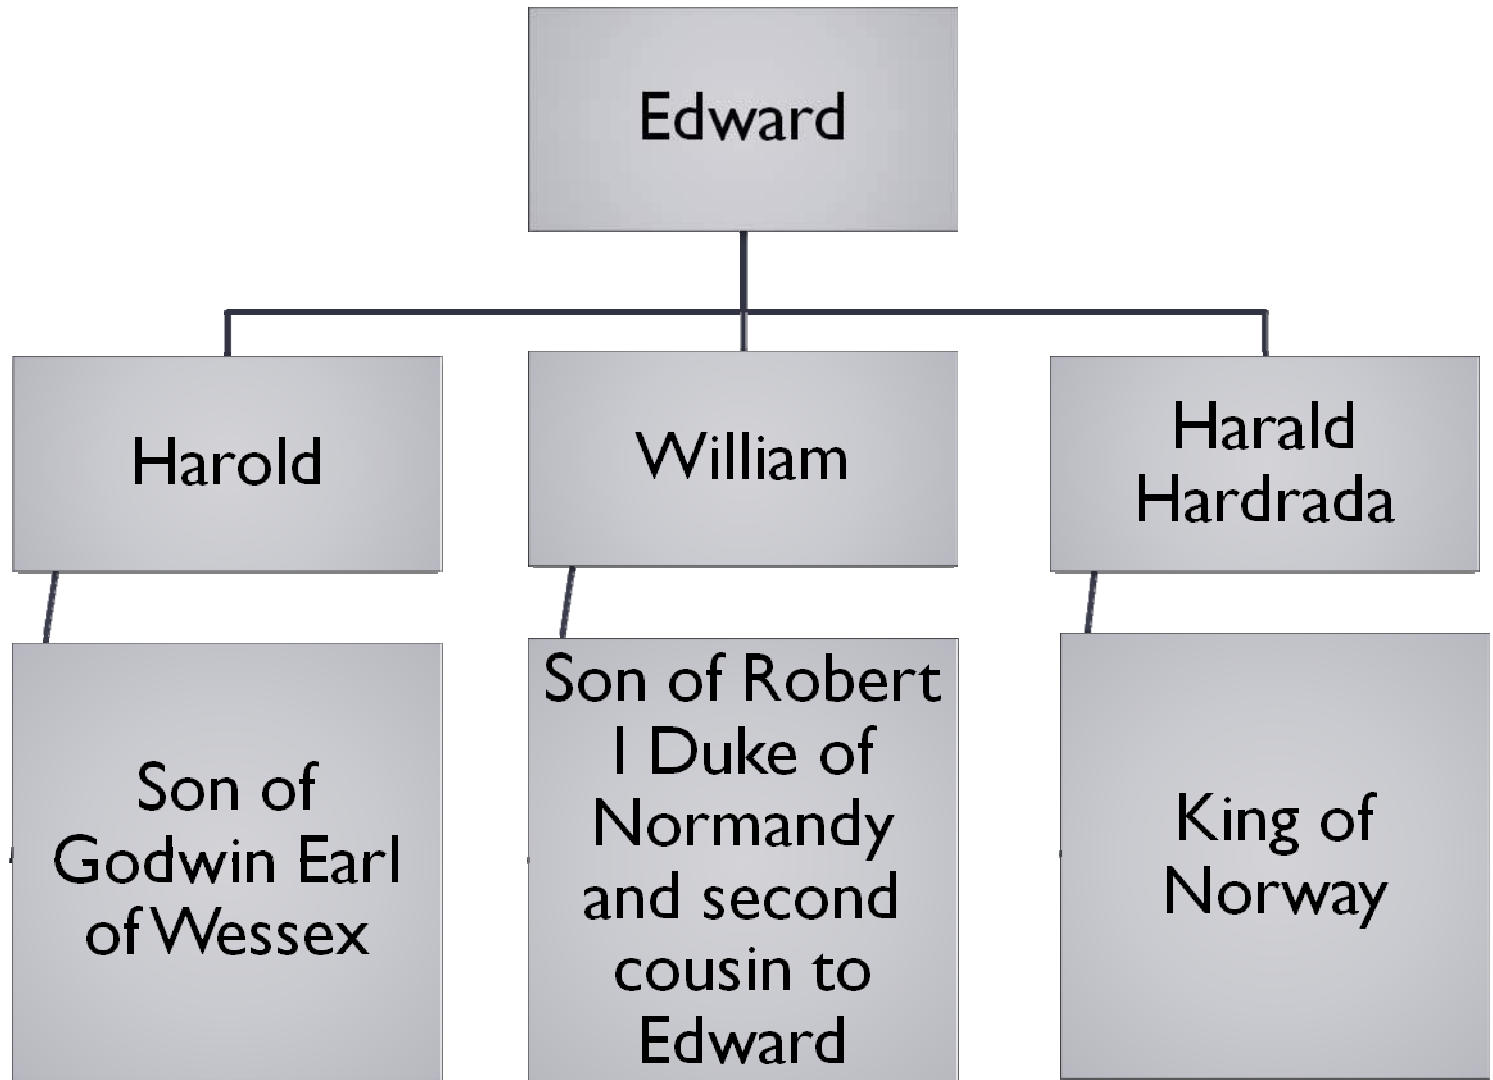 Edward
Harold
William
Harald
Hardrada
Son of
Godwin Earl
of Wessex
Son of Robert
I Duke of
Normandy
and second
cousin to
Edward
King of
Norway